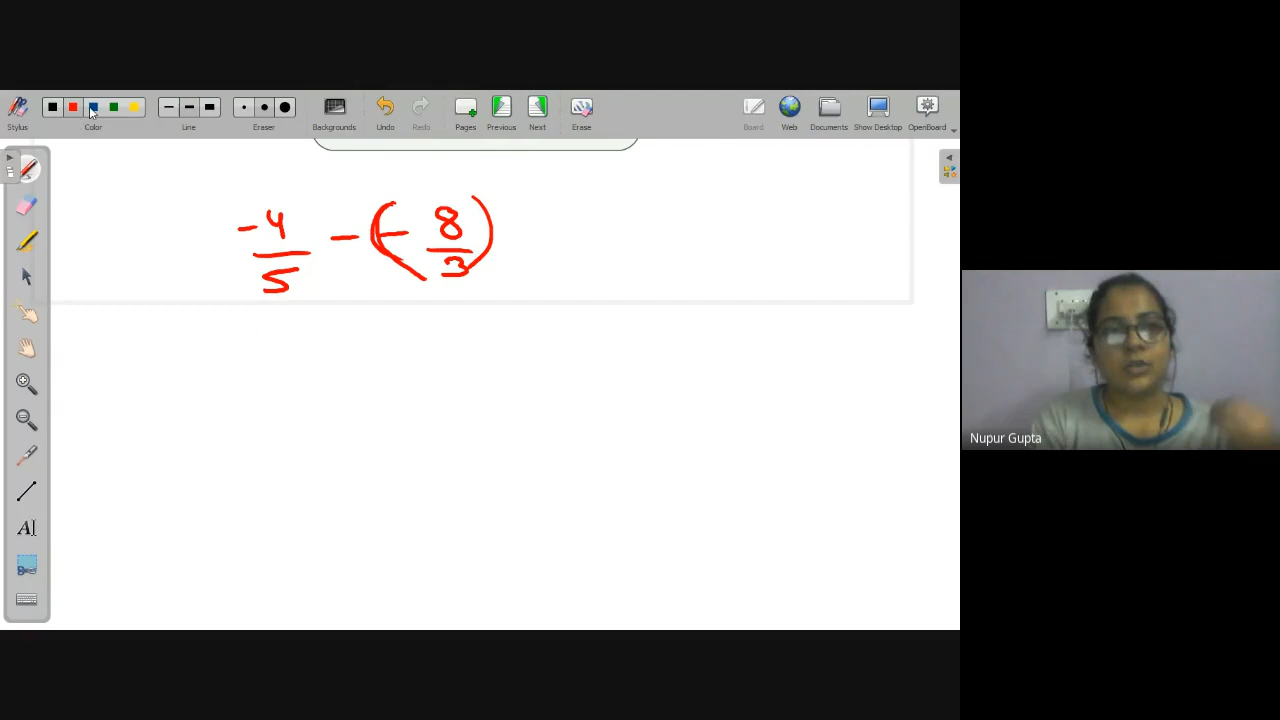 Stylus Color Line Eraser Backgrounds Undo Redo Pages Previous Next Erase Board Web Documents Show Desktop OpenBoard
-4/5 - (-8/3)
A
Nupur Gupta